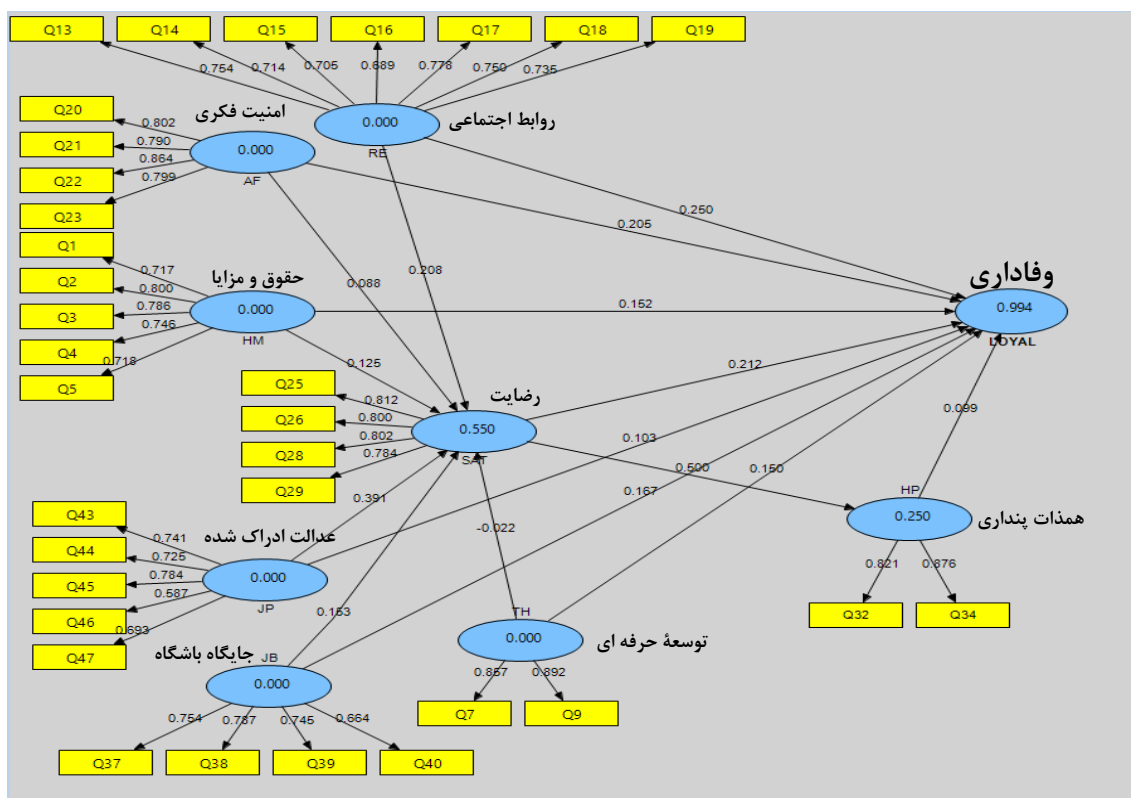 Q13 Q14 Q15 Q16 Q17 Q18 Q19
0.754 0.714 0.705 0.689 0.778 0.750 0.735
روابط اجتماعی
0.000
RE
امنیت فکری
0.000
AF
Q20
Q21
Q22
Q23
0.802
0.790
0.864
0.799
0.250
0.205
0.208
0.088
Q1
Q2
Q3
Q4
Q5
0.717
0.800
0.786
0.746
0.718
حقوق و مزایا
0.000
HM
0.152
0.125
وفاداری
0.994
LOYAL
Q25
Q26
Q28
Q29
0.812
0.800
0.802
0.784
رضایت
0.550
SAT
0.212
0.103
0.167
0.500
0.150
0.099
0.391
-0.022
0.153
HP
0.250
همذات پنداری
0.821 0.876
Q32 Q34
Q43
Q44
Q45
Q46
Q47
0.741
0.725
0.784
0.587
0.693
عدالت ادراک شده
0.000
JP
جایگاه باشگاه
JB
0.000
0.754 0.787 0.745 0.664
Q37 Q38 Q39 Q40
TH
0.000
توسعهٔ حرفه ای
0.857 0.892
Q7 Q9